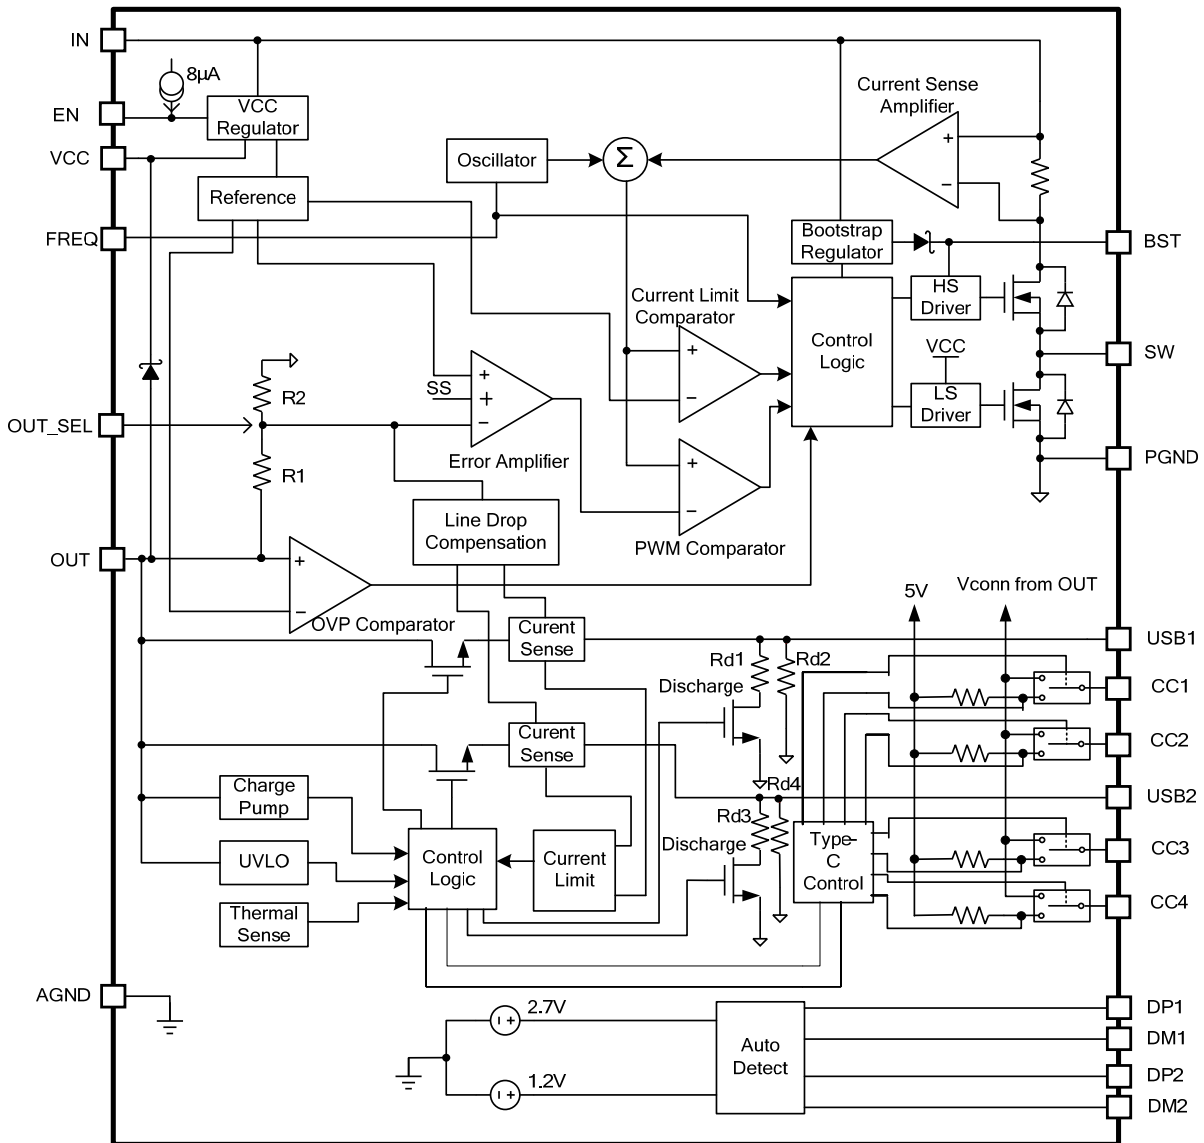 IN
8µA
EN
VCC
Regulator
VCC
Reference
FREQ
Oscillator
Σ
Current Sense
Amplifier
+
−
Bootstrap
Regulator
BST
HS
Driver
Current Limit
Comparator
+
−
Control
Logic
VCC
LS
Driver
SW
PGND
R2
OUT_SEL
R1
SS
+
+
−
Error Amplifier
+
−
PWM Comparator
Line Drop
Compensation
OUT
+
−
OVP Comparator
5V
Vconn from OUT
Curent
Sense
USB1
Rd1
Rd2
Discharge
CC1
Curent
Sense
CC2
Charge
Pump
Rd4
USB2
Rd3
Discharge
UVLO
Control
Logic
Current
Limit
Type-
C
Control
CC3
Thermal
Sense
CC4
AGND
2.7V
− +
1.2V
− +
Auto
Detect
DP1
DM1
DP2
DM2